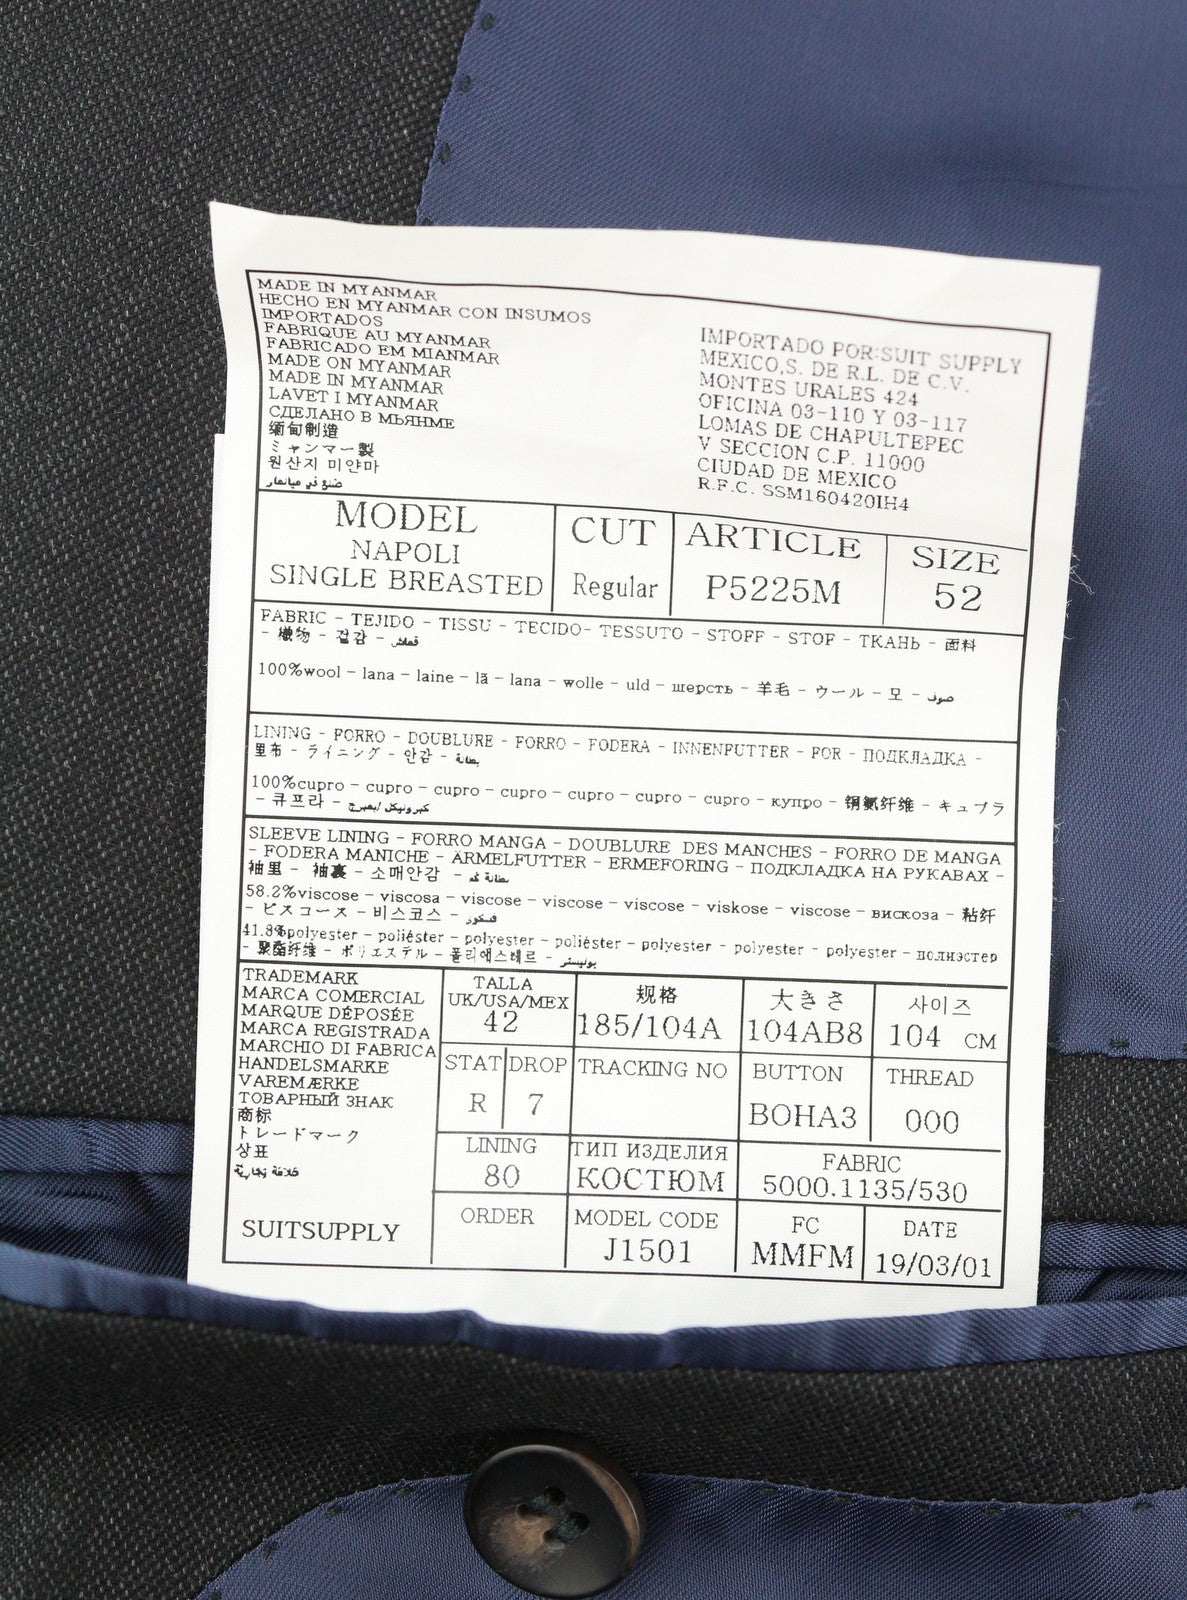 MADE IN MYANMAR
HECHO EN MYANMAR CON INSUMOS
IMPORTADOS
FABRIQUE AU MYANMAR
FABRICADO EM MIANMAR
MADE ON MYANMAR
MADE IN MYANMAR
LAVET I MYANMAR
СДЕЛАНО В МЬЯНМЕ
缅甸制造
ミャンマー製
원산지 미얀마
صنع في ميانمار
IMPORTADO POR:SUIT SUPPLY
MEXICO,S. DE R.L. DE C.V.
MONTES URALES 424
OFICINA 03-110 Y 03-117
LOMAS DE CHAPULTEPEC
V SECCION C.P. 11000
CIUDAD DE MEXICO
R.F.C. SSM160420IH4
MODEL
NAPOLI
SINGLE BREASTED
CUT
Regular
ARTICLE
P5225M
SIZE
52
FABRIC - TEJIDO - TISSU - TECIDO- TESSUTO - STOFF - STOF - ТКАНЬ - 面料
- 織物 - 겉감 - قماش
100%wool - lana - laine - lã - lana - wolle - uld - шерсть - 羊毛 - ウール - 모 - صوف
LINING - FORRO - DOUBLURE - FORRO - FODERA - INNENFUTTER - FOR - ПОДКЛАДКА -
里布 - ライニング - 안감 - بطانة
100%cupro - cupro - cupro - cupro - cupro - cupro - cupro - купро - 铜氨纤维 - キュプラ
- 큐프라 -
SLEEVE LINING - FORRO MANGA - DOUBLURE DES MANCHES - FORRO DE MANGA
- FODERA MANICHE - ARMELFUTTER - ERMEFORING - ПОДКЛАДКА НА РУКАВАХ -
袖里 - 袖裏 - 소매안감 - بطانة كم
58.2%viscose - viscosa - viscose - viscose - viscose - viskose - viscose - вискоза - 粘纤
- ビスコース - 비스코스 - فسكوز
41.8%polyester - poliéster - polyester - poliéster - polyester - polyester - polyester - полиэстер
- 聚酯纤维 - ポリエステル - 폴리에스테르 - بوليستر
TRADEMARK
MARCA COMERCIAL
MARQUE DÉPOSÉE
MARCA REGISTRADA
MARCHIO DI FABRICA
HANDELSMARKE
VAREMÆRKE
ТОВАРНЫЙ ЗНАК
商标
トレードマーク
상표
علامة تجارية
SUITSUPPLY
TALLA
UK/USA/MEX
42
规格
185/104A
大きさ
104AB8
사이즈
104 CM
STAT
R
DROP
7
TRACKING NO
BUTTON
BOHA3
THREAD
000
LINING
80
ТИП ИЗДЕЛИЯ
КОСТЮМ
FABRIC
5000.1135/530
ORDER
MODEL CODE
J1501
FC
MMFM
DATE
19/03/01